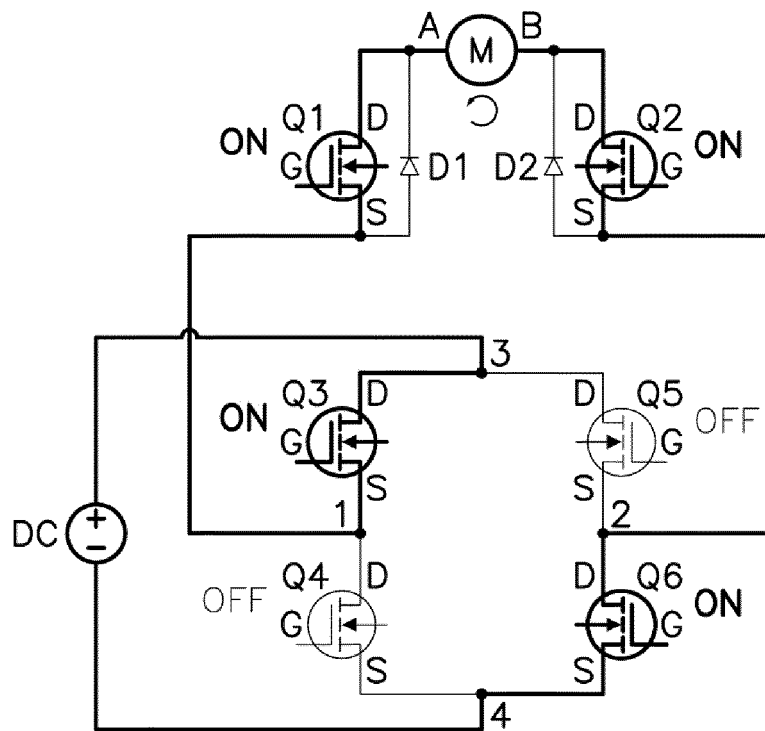 A M B
Q1 D D Q2
ON G D1 D2 G ON
S S
3
Q3 D D Q5
ON G G OFF
S S
1 2
DC + −
Q4 D D Q6
OFF G G ON
S S
4